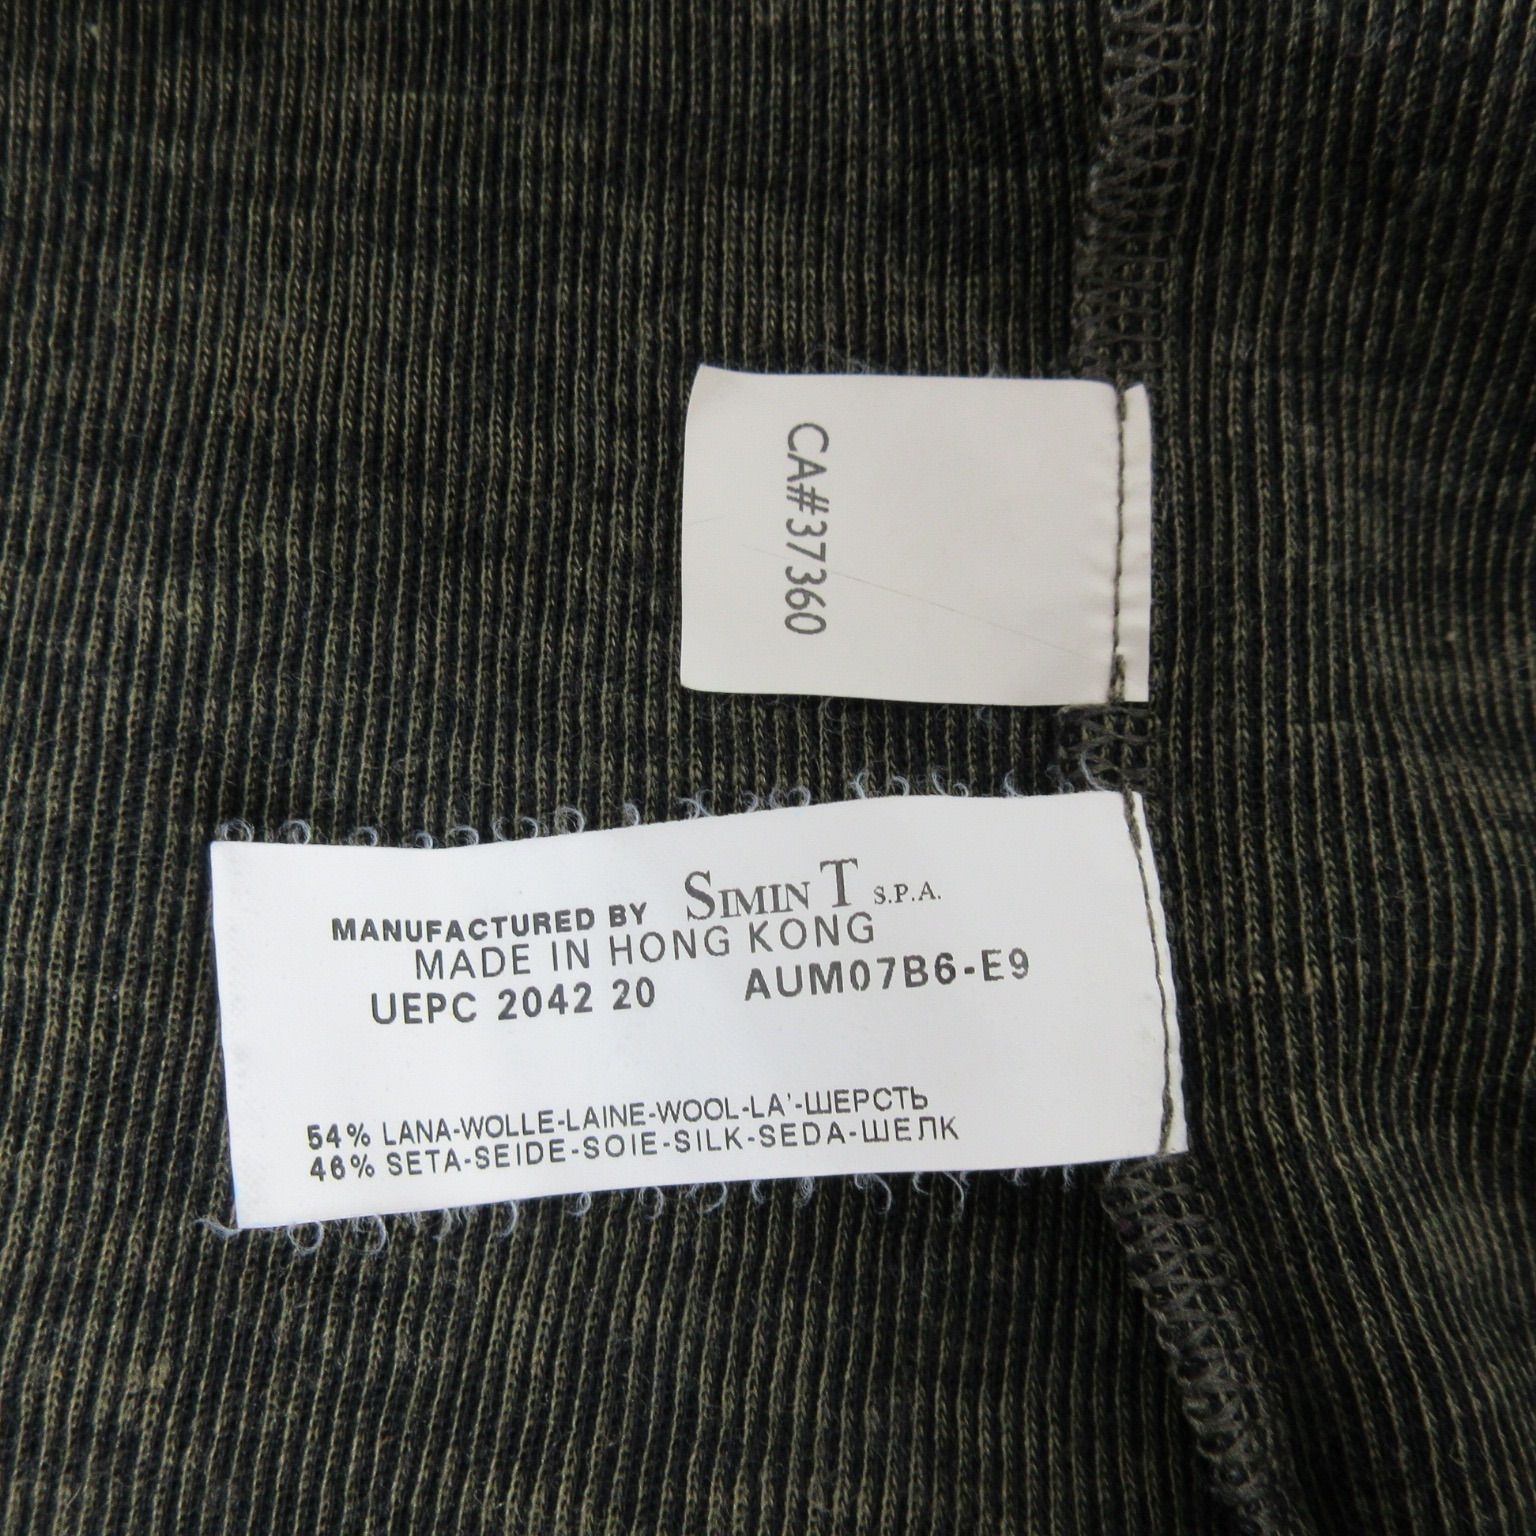 CA#37360
MANUFACTURED BY SIMIN T S.P.A.
MADE IN HONG KONG
UEPC 2042 20 AUM07B6-E9
54% LANA-WOLLE-LAINE-WOOL-LA'-ШЕРСТЬ
46% SETA-SEIDE-SOIE-SILK-SEDA-ШЕЛК